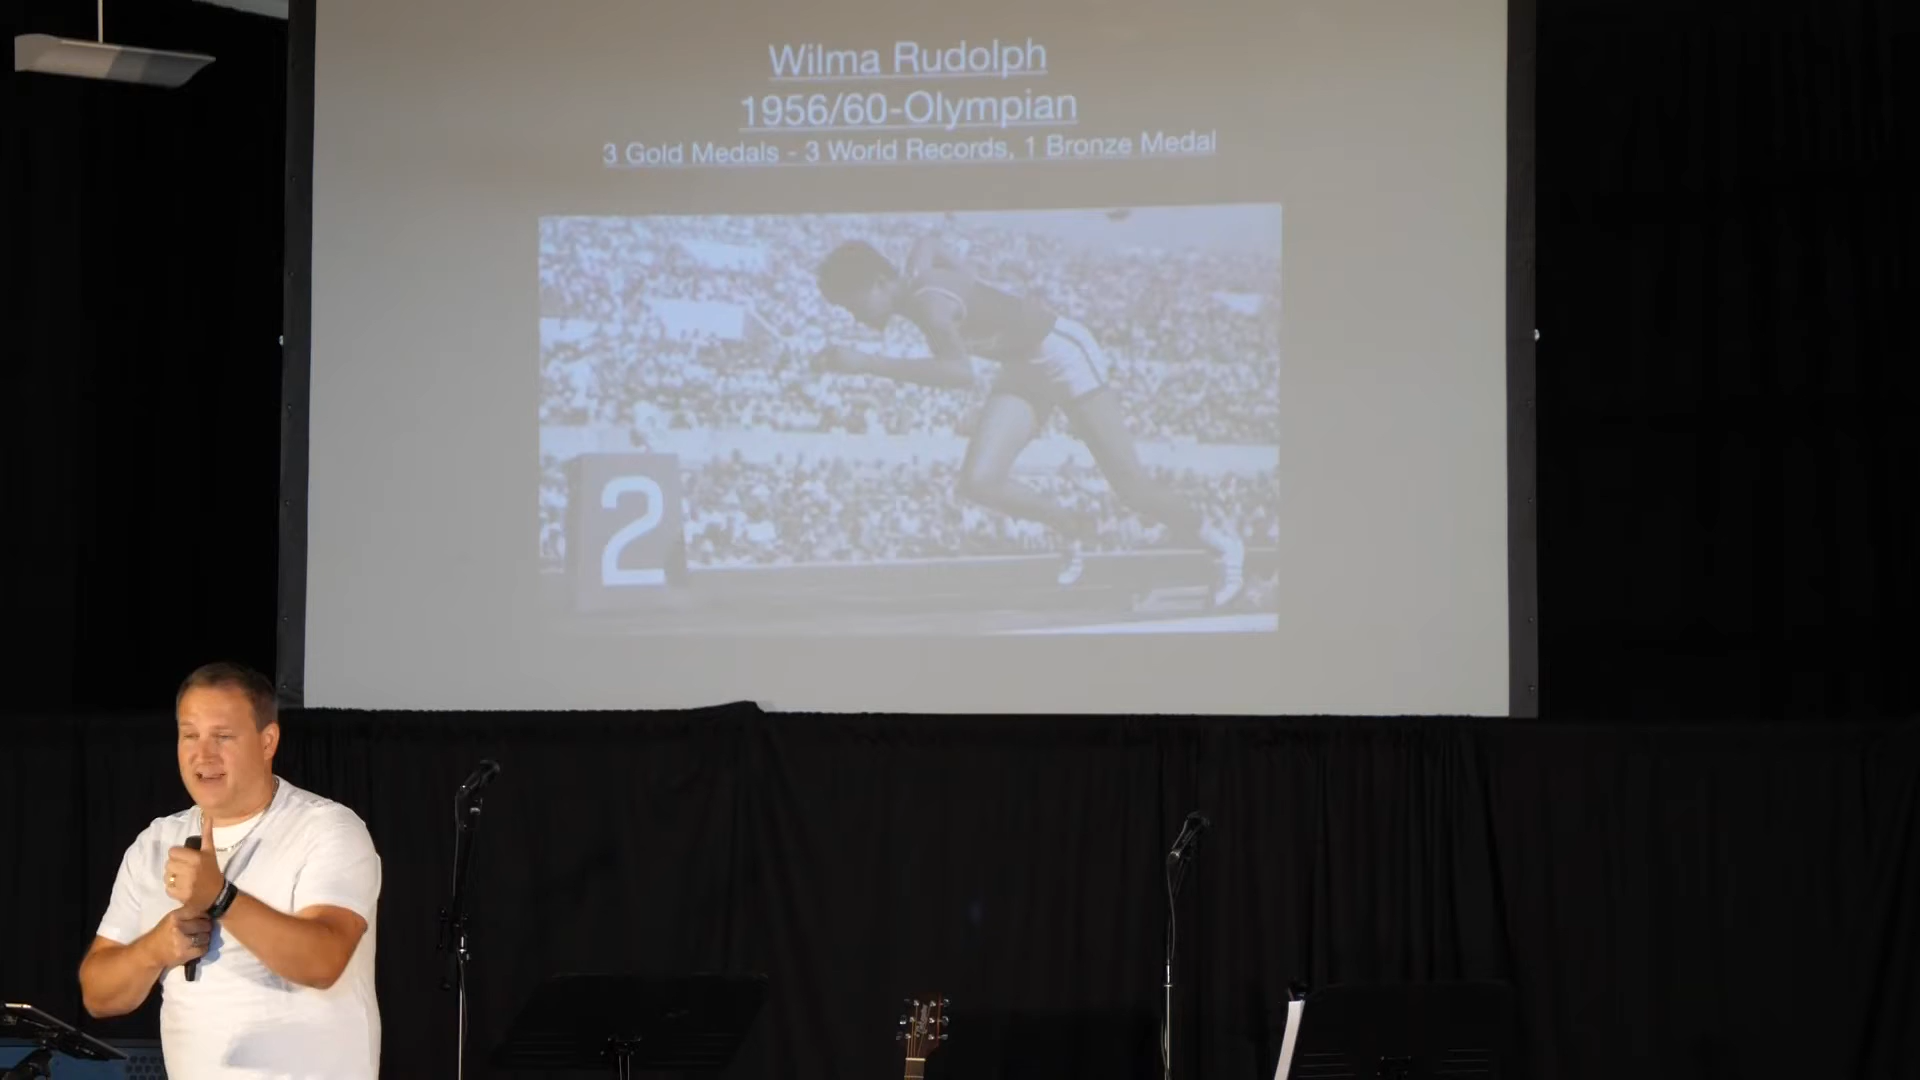 Wilma Rudolph
1956/60-Olympian
3 Gold Medals - 3 World Records, 1 Bronze Medal
2